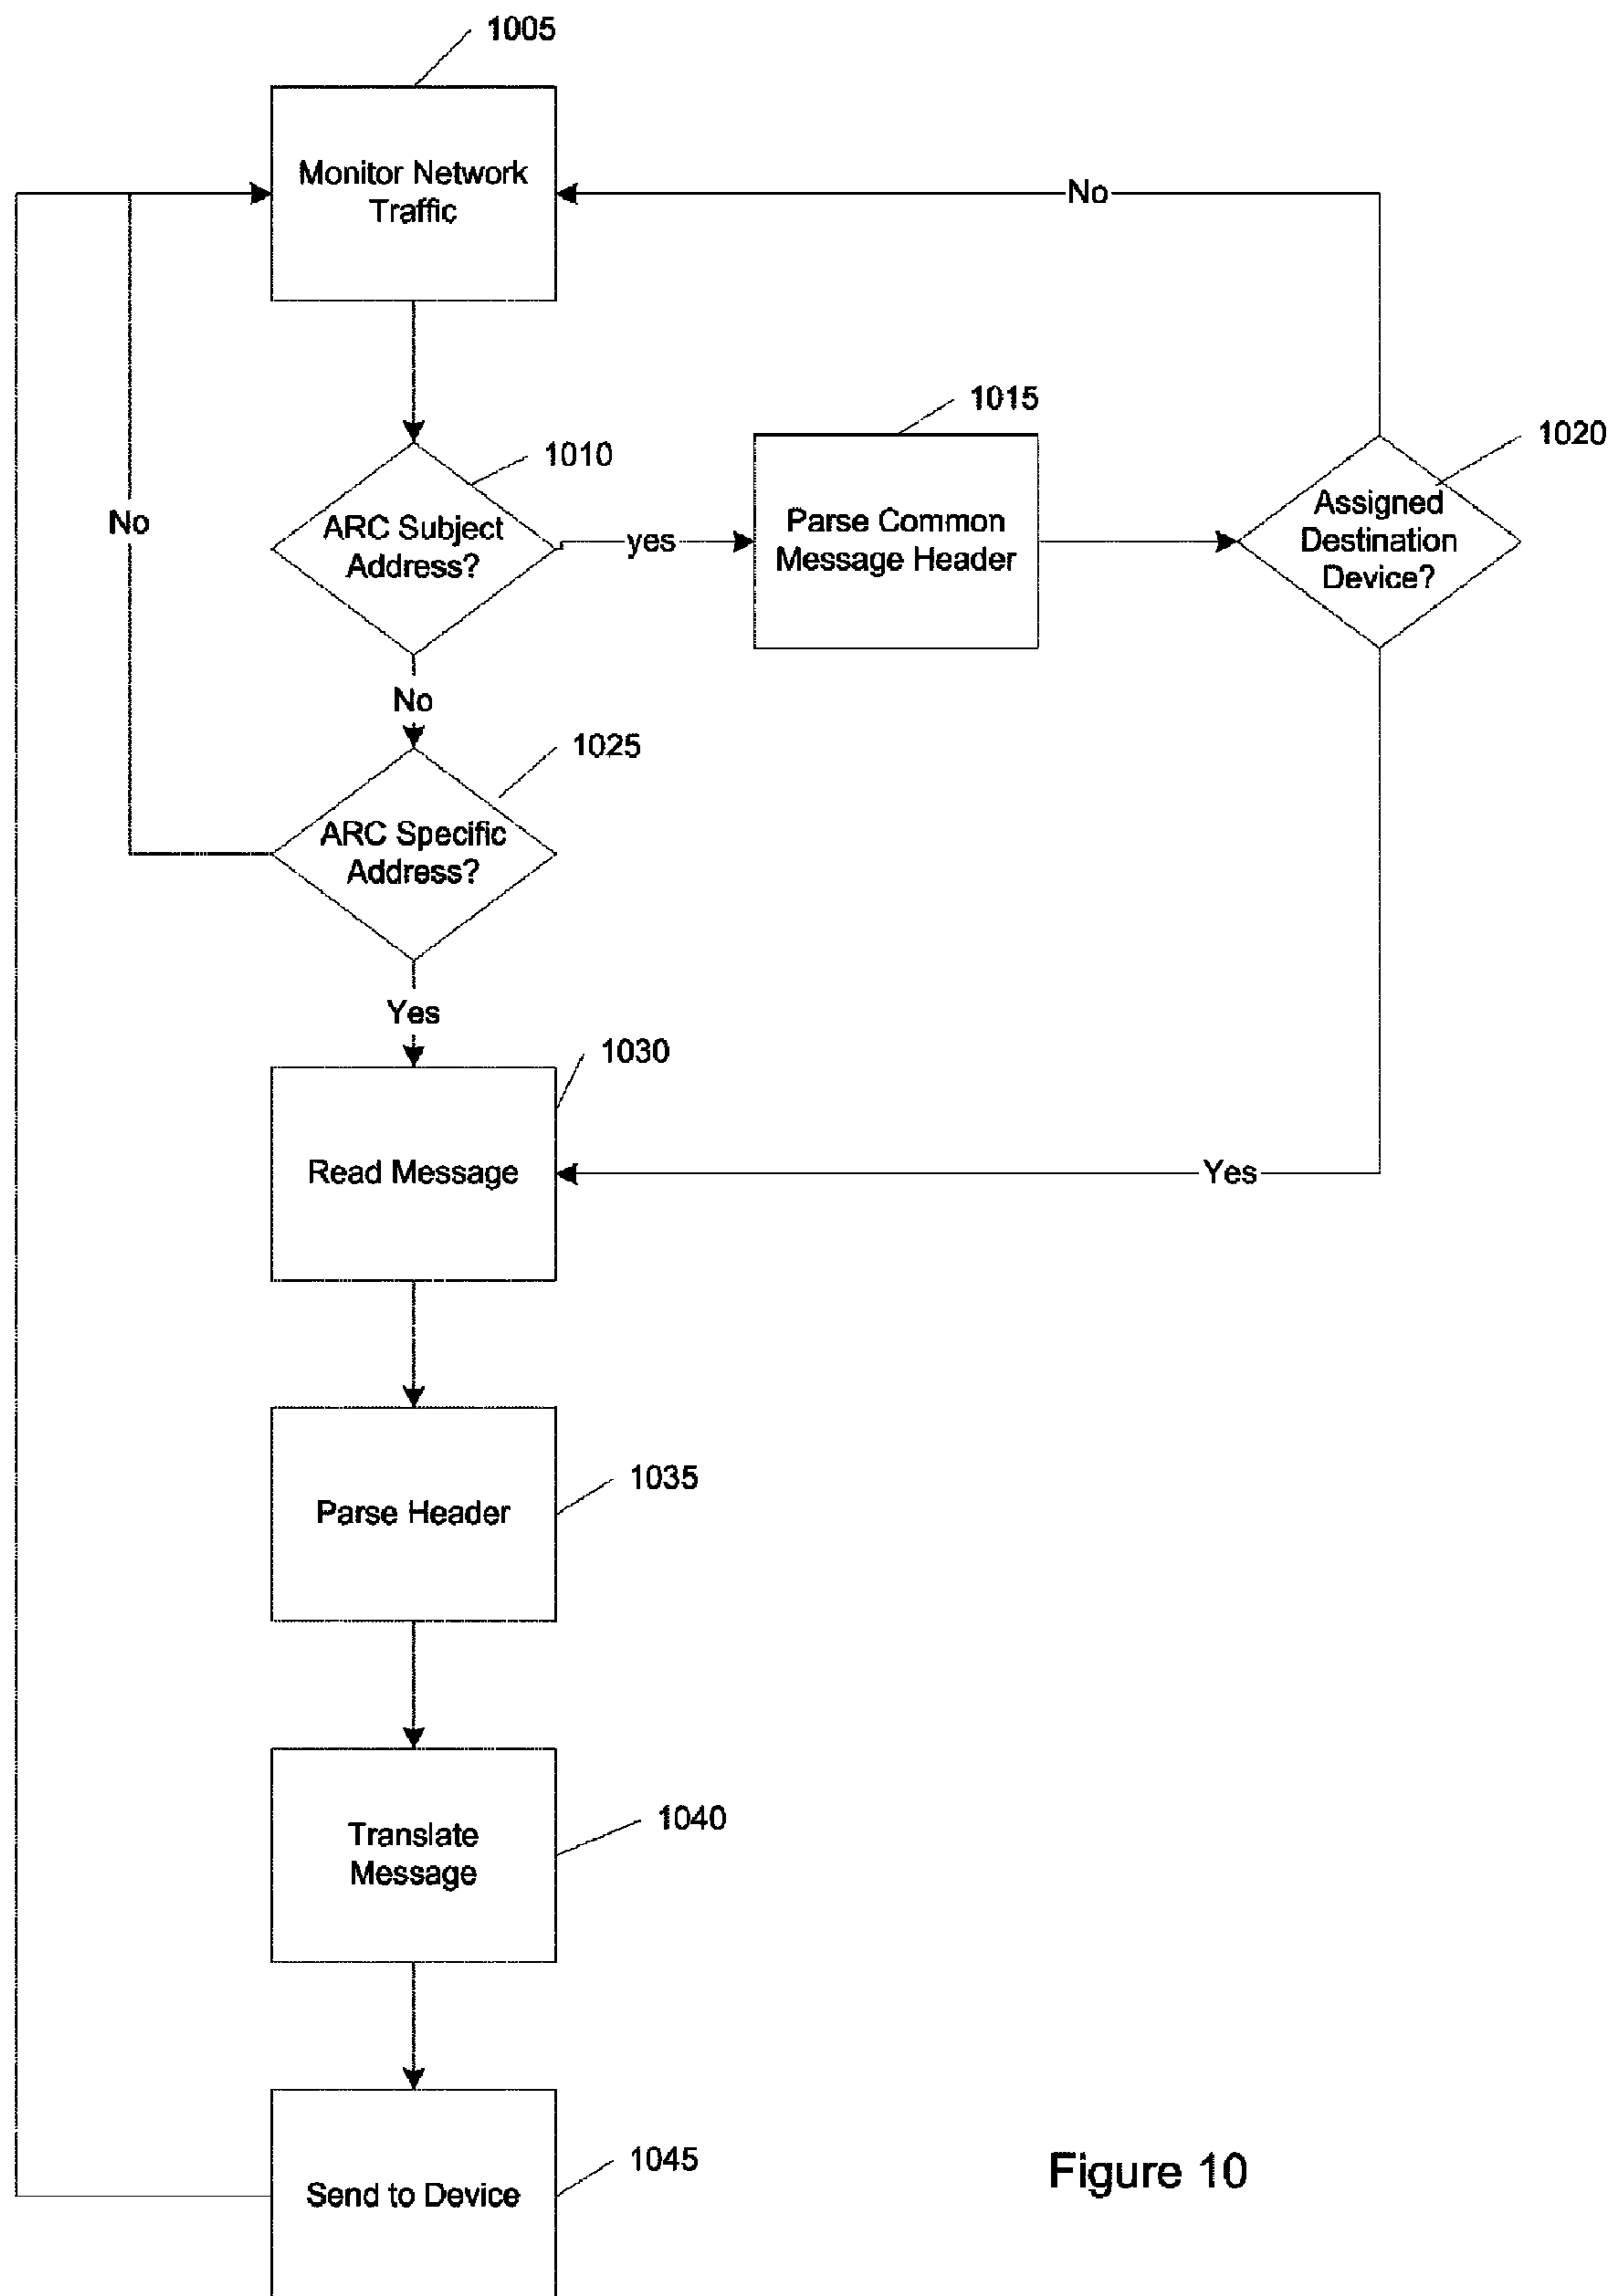 1005
Monitor Network
Traffic
No
1010
ARC Subject
Address?
yes
1015
Parse Common
Message Header
1020
Assigned
Destination
Device?
No
No
1025
ARC Specific
Address?
Yes
1030
Read Message
Yes
1035
Parse Header
1040
Translate
Message
1045
Send to Device
Figure 10